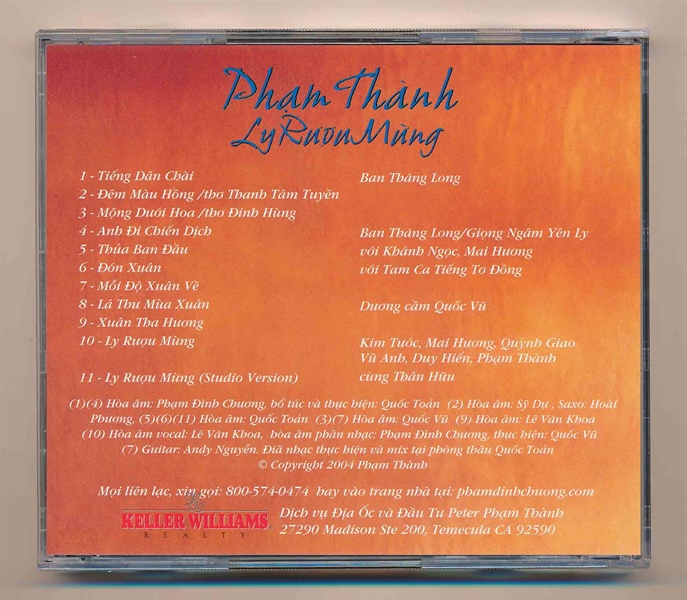 Phạm Thành
Ly Rượu Mừng
1 - Tiếng Dân Chài Ban Thăng Long
2 - Đêm Màu Hồng /thơ Thanh Tâm Tuyền
3 - Mộng Dưới Hoa /thơ Đinh Hùng
4 - Anh Đi Chiến Dịch Ban Thăng Long/Giọng Ngâm Yên Ly
5 - Thủa Ban Đầu với Khánh Ngọc, Mai Hương
6 - Đón Xuân với Tam Ca Tiếng Tơ Đồng
7 - Mỗi Độ Xuân Về
8 - Lá Thu Mùa Xuân Dương cầm Quốc Vũ
9 - Xuân Tha Hương
10 - Ly Rượu Mừng Kim Tước, Mai Hương, Quỳnh Giao
Vũ Anh, Duy Hiền, Phạm Thành
11 - Ly Rượu Mừng (Studio Version) cùng Thân Hữu
(1)(4) Hòa âm: Phạm Đình Chương, bổ túc và thực hiện: Quốc Toản (2) Hòa âm: Sỹ Dự , Saxo: Hoài
Phương, (5)(6)(11) Hòa âm: Quốc Toản (3)(7) Hòa âm: Quốc Vũ (9) Hòa âm: Lê Văn Khoa
(10) Hòa âm vocal: Lê Văn Khoa, hòa âm phần nhạc: Phạm Đình Chương, thực hiện: Quốc Vũ
(7) Guitar: Andy Nguyễn. Đĩa nhạc thực hiện và mix tại phòng thâu Quốc Toản
© Copyright 2004 Phạm Thành
Mọi liên lạc, xin gọi: 800-574-0474 hay vào trang nhà tại: phamdinhchuong.com
KELLER WILLIAMS
REALTY
Dịch vụ Địa Ốc và Đầu Tư Peter Phạm Thành
27290 Madison Ste 200, Temecula CA 92590